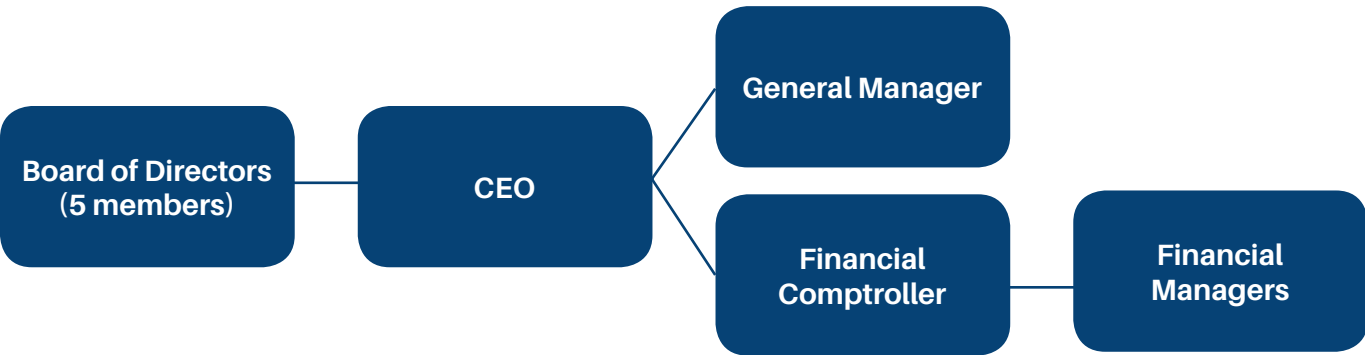 Board of Directors
(5 members)
CEO
General Manager
Financial
Comptroller
Financial
Managers